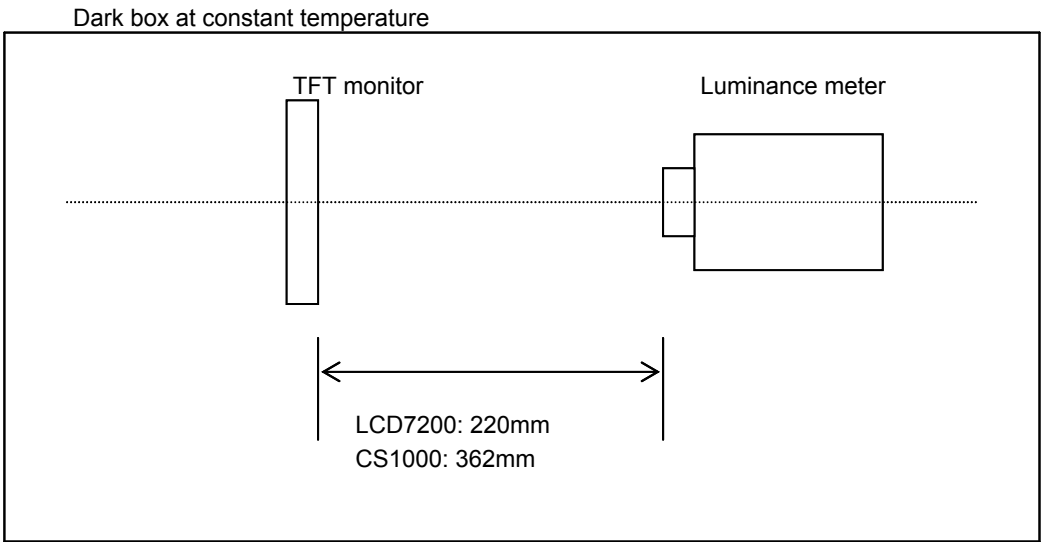 Dark box at constant temperature
TFT monitor
Luminance meter
LCD7200: 220mm
CS1000: 362mm